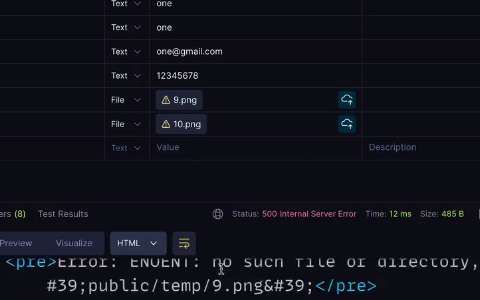 Text one
Text one
Text one@gmail.com
Text 12345678
File 9.png
File 10.png
Text Value Description
ers (8) Test Results Status: 500 Internal Server Error Time: 12 ms Size: 485 B
Preview Visualize HTML
<pre>Error: ENOENT: no such file or directory,
#39;public/temp/9.png&#39;</pre>